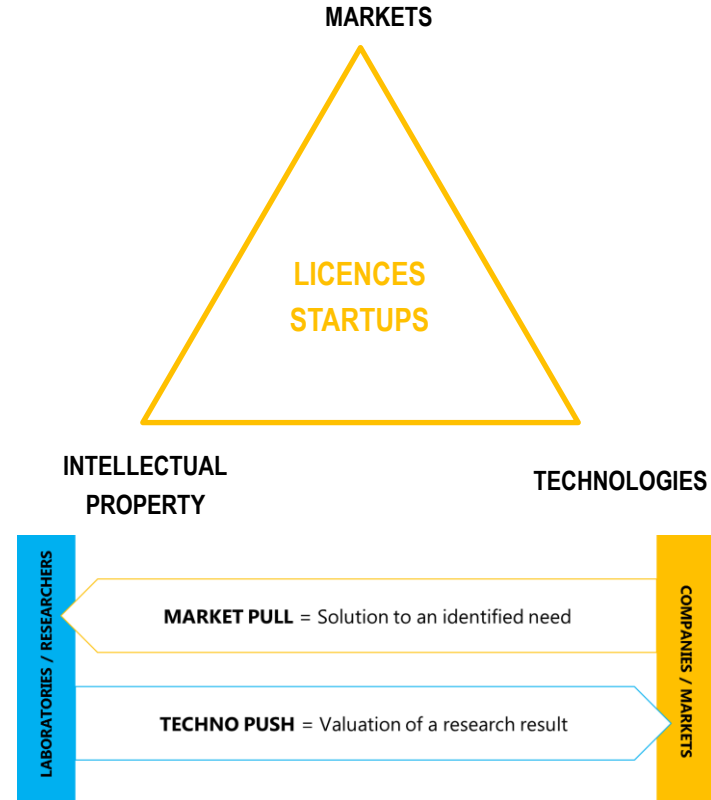 MARKETS
LICENCES
STARTUPS
INTELLECTUAL
PROPERTY
TECHNOLOGIES
LABORATORIES / RESEARCHERS
MARKET PULL = Solution to an identified need
TECHNO PUSH = Valuation of a research result
COMPANIES / MARKETS